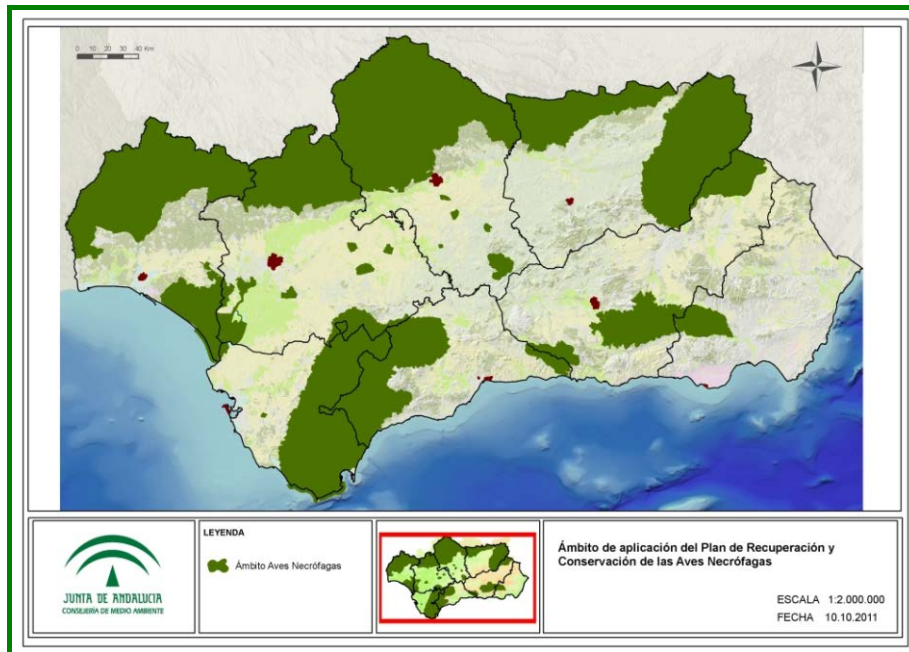 0 10 20 30 40 Km
JUNTA DE ANDALUCIA
CONSEJERÍA DE MEDIO AMBIENTE
LEYENDA
Ámbito Aves Necrófagas
Ámbito de aplicación del Plan de Recuperación y
Conservación de las Aves Necrófagas
ESCALA 1:2.000.000
FECHA 10.10.2011